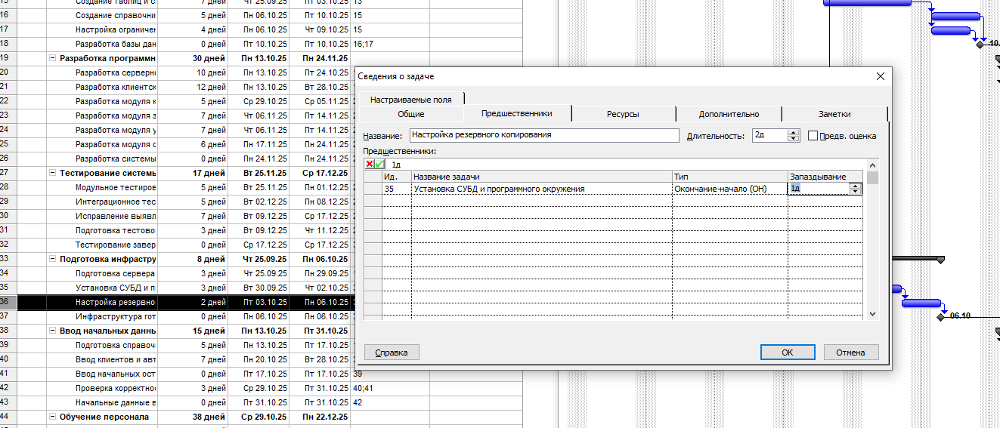 15 Создание таблиц и с 7 дней Чт 25.09.25 Пт 03.10.25 13
16 Создание справочни 5 дней Пн 06.10.25 Пт 10.10.25 15
17 Настройка ограничен 4 дней Пн 06.10.25 Чт 09.10.25 15
18 Разработка базы дан 0 дней Пт 10.10.25 Пт 10.10.25 16;17
10.
19 Разработка программн 30 дней Пн 13.10.25 Пн 24.11.25
20 Разработка серверн 10 дней Пн 13.10.25 Пт 24.10.25
21 Разработка клиентск 12 дней Пн 13.10.25 Вт 28.10.25
22 Разработка модуля к 5 дней Ср 29.10.25 Ср 05.11.25
23 Разработка модуля з 7 дней Чт 06.11.25 Пт 14.11.25
24 Разработка модуля у 7 дней Чт 06.11.25 Пт 14.11.25
25 Разработка модуля с 6 дней Пн 17.11.25 Пн 24.11.25
26 Разработка системы 0 дней Пн 24.11.25 Пн 24.11.25
27 Тестирование систем 17 дней Вт 25.11.25 Ср 17.12.25
28 Модульное тестиров 5 дней Вт 25.11.25 Пн 01.12.25
29 Интеграционное тес 5 дней Вт 02.12.25 Пн 08.12.25
30 Исправление выявл 7 дней Вт 09.12.25 Ср 17.12.25
31 Подготовка тестово 3 дней Вт 09.12.25 Чт 11.12.25
32 Тестирование завер 0 дней Ср 17.12.25 Ср 17.12.25
33 Подготовка инфрастру 8 дней Чт 25.09.25 Пн 06.10.25
34 Подготовка сервера 3 дней Чт 25.09.25 Пн 29.09.25
35 Установка СУБД и п 3 дней Вт 30.09.25 Чт 02.10.25
36 Настройка резервно 2 дней Пт 03.10.25 Пн 06.10.25
37 Инфраструктура гот 0 дней Пн 06.10.25 Пн 06.10.25
06.10
38 Ввод начальных данн 15 дней Пн 13.10.25 Пт 31.10.25
39 Подготовка справоч 5 дней Пн 13.10.25 Пт 17.10.25
40 Ввод клиентов и авт 7 дней Пн 20.10.25 Вт 28.10.25
41 Ввод начальных ост 0 дней Пт 17.10.25 Пт 17.10.25 39
42 Проверка корректно 3 дней Ср 29.10.25 Пт 31.10.25 40;41
43 Начальные данные в 0 дней Пт 31.10.25 Пт 31.10.25 42
44 Обучение персонала 38 дней Ср 29.10.25 Пн 22.12.25
Сведения о задаче
Настраиваемые поля
Общие Предшественники Ресурсы Дополнительно Заметки
Название: Настройка резервного копирования Длительность: 2д Предв. оценка
Предшественники:
1д
Ид. Название задачи Тип Запаздывание
35 Установка СУБД и программного окружения Окончание-начало (ОН) 1д
Справка ОК Отмена